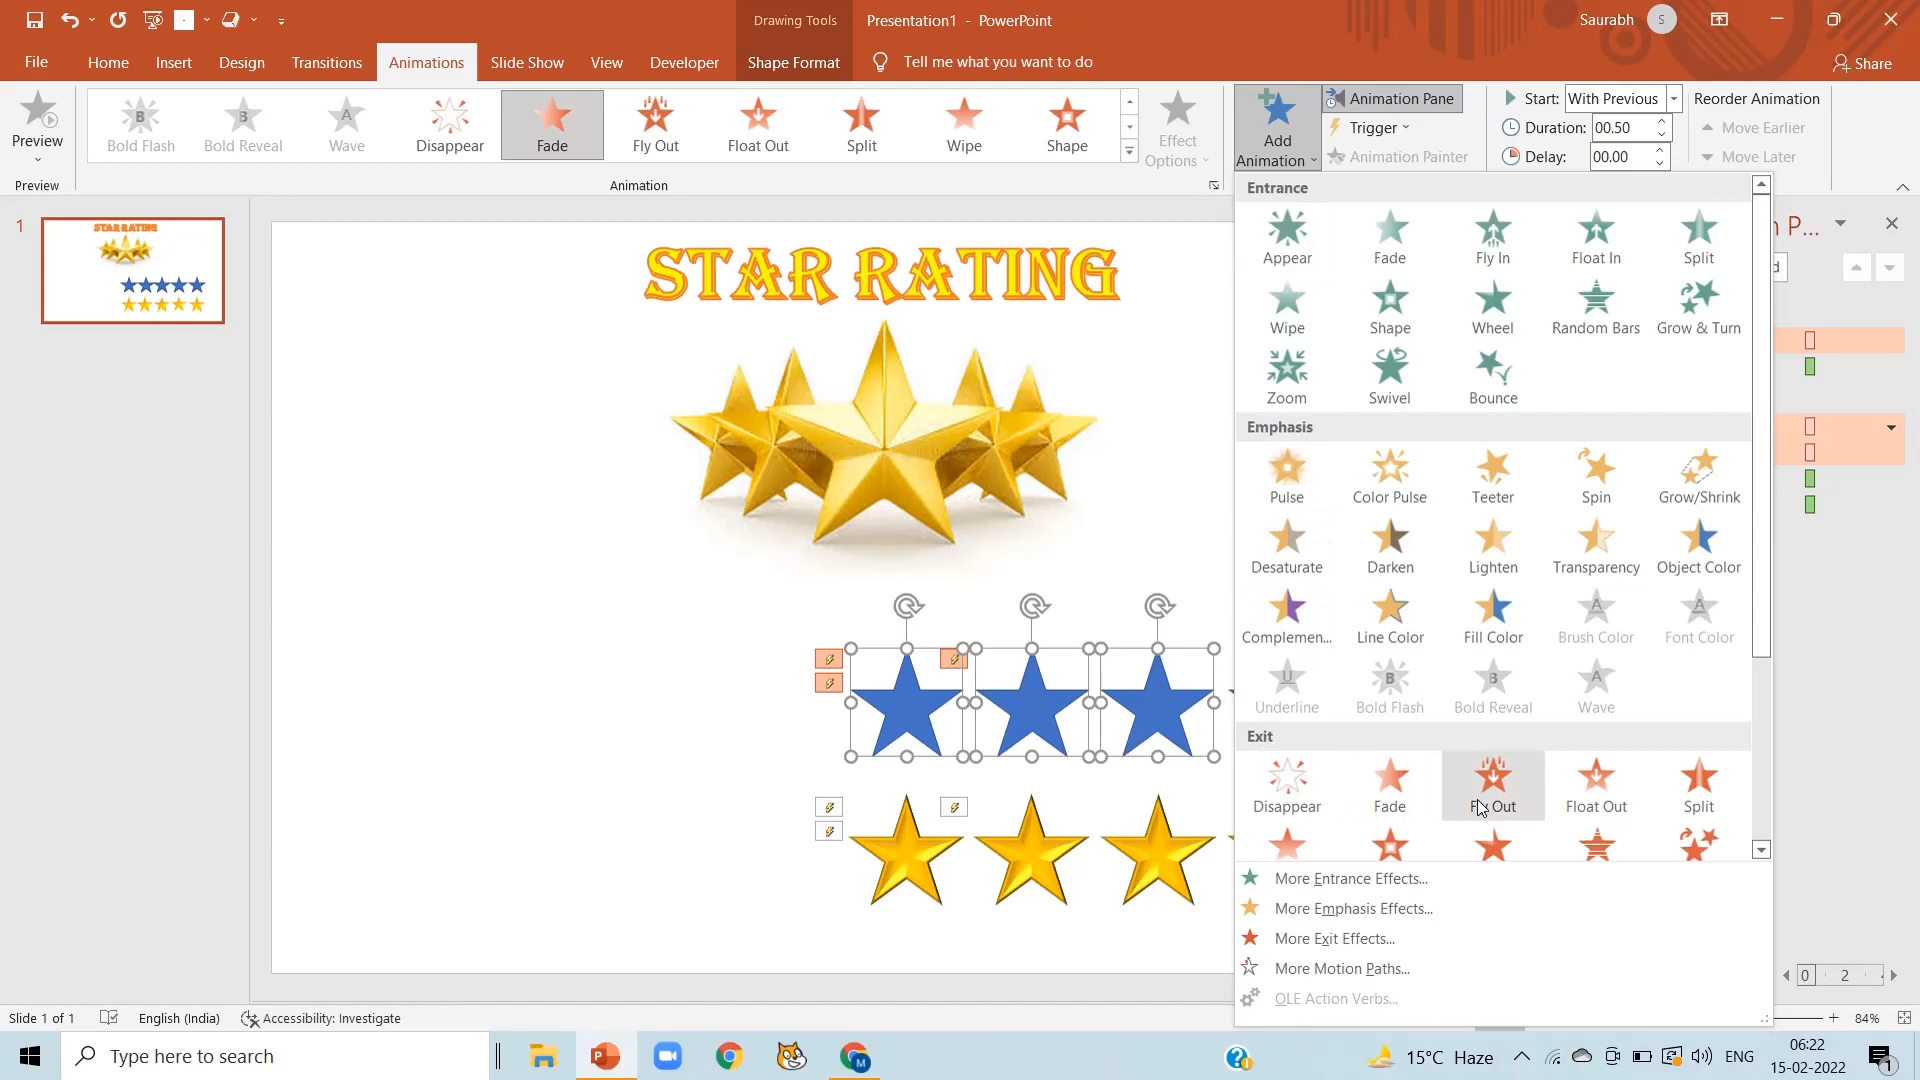 Drawing Tools
Presentation1 - PowerPoint
Saurabh
S
File
Home
Insert
Design
Transitions
Animations
Slide Show
View
Developer
Shape Format
Tell me what you want to do
Share
Preview
Bold Flash
Bold Reveal
Wave
Disappear
Fade
Fly Out
Float Out
Split
Wipe
Shape
Effect
Options
Add
Animation
Animation Pane
Trigger
Animation Painter
Start: With Previous
Duration: 00.50
Delay: 00.00
Reorder Animation
Move Earlier
Move Later
Preview
Animation
1
STAR RATING
STAR RATING
Entrance
Appear
Fade
Fly In
Float In
Split
Wipe
Shape
Wheel
Random Bars
Grow & Turn
Zoom
Swivel
Bounce
Emphasis
Pulse
Color Pulse
Teeter
Spin
Grow/Shrink
Desaturate
Darken
Lighten
Transparency
Object Color
Complemen...
Line Color
Fill Color
Brush Color
Font Color
Underline
Bold Flash
Bold Reveal
Wave
Exit
Disappear
Fade
Fly Out
Float Out
Split
More Entrance Effects...
More Emphasis Effects...
More Exit Effects...
More Motion Paths...
OLE Action Verbs...
P...
0 2
Slide 1 of 1
English (India)
Accessibility: Investigate
84%
Type here to search
15°C Haze
ENG
06:22
15-02-2022
1